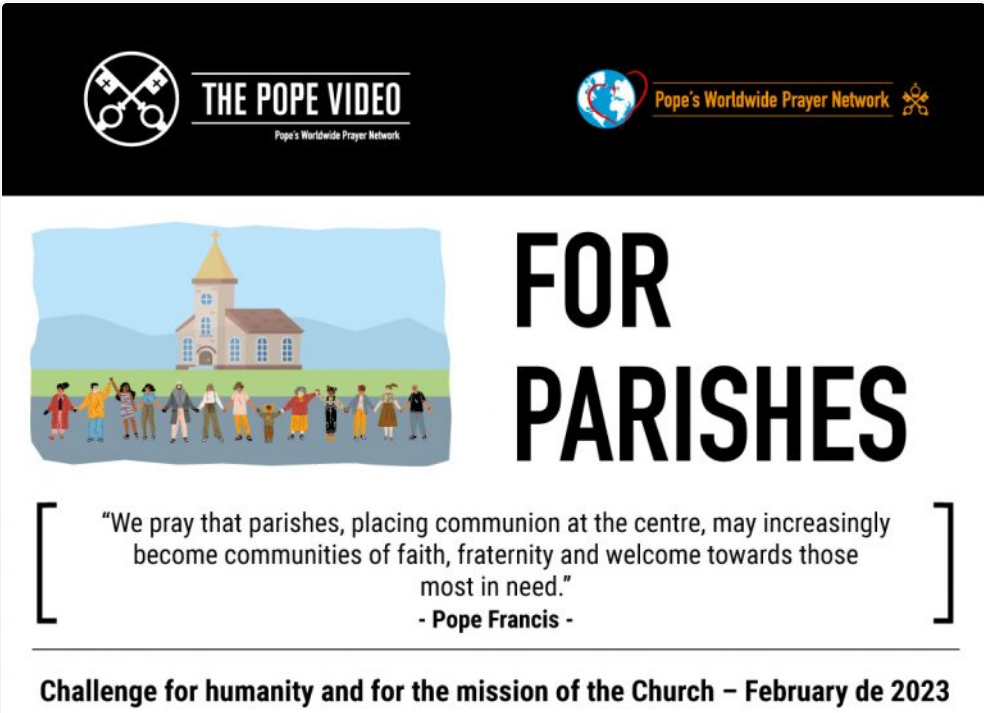 THE POPE VIDEO
Pope's Worldwide Prayer Network
Pope's Worldwide Prayer Network
FOR
PARISHES
“We pray that parishes, placing communion at the centre, may increasingly
become communities of faith, fraternity and welcome towards those
most in need.”
- Pope Francis -
Challenge for humanity and for the mission of the Church – February de 2023